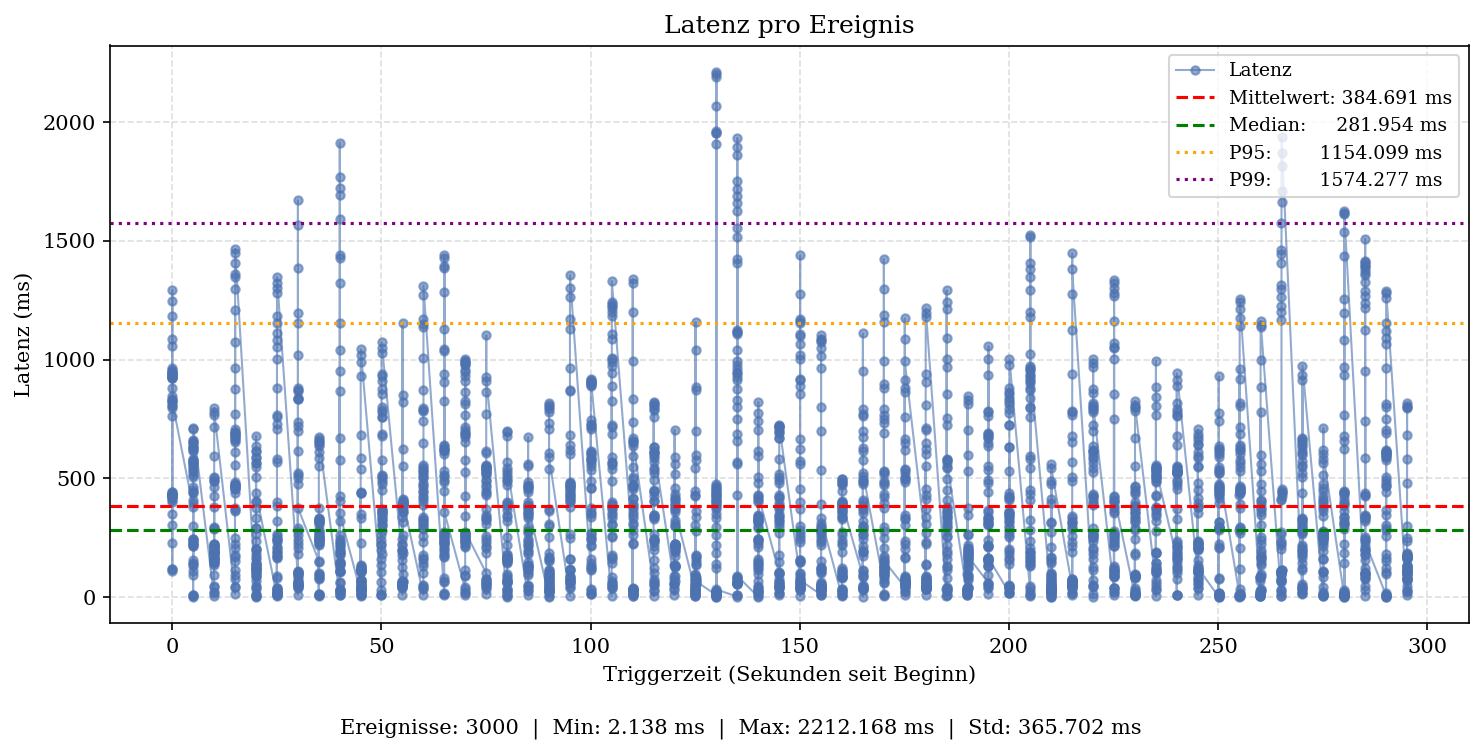 Latenz pro Ereignis
Latenz
Mittelwert: 384.691 ms
Median: 281.954 ms
P95: 1154.099 ms
P99: 1574.277 ms
Latenz (ms)
2000
1500
1000
500
0
0 50 100 150 200 250 300
Triggerzeit (Sekunden seit Beginn)
Ereignisse: 3000 | Min: 2.138 ms | Max: 2212.168 ms | Std: 365.702 ms